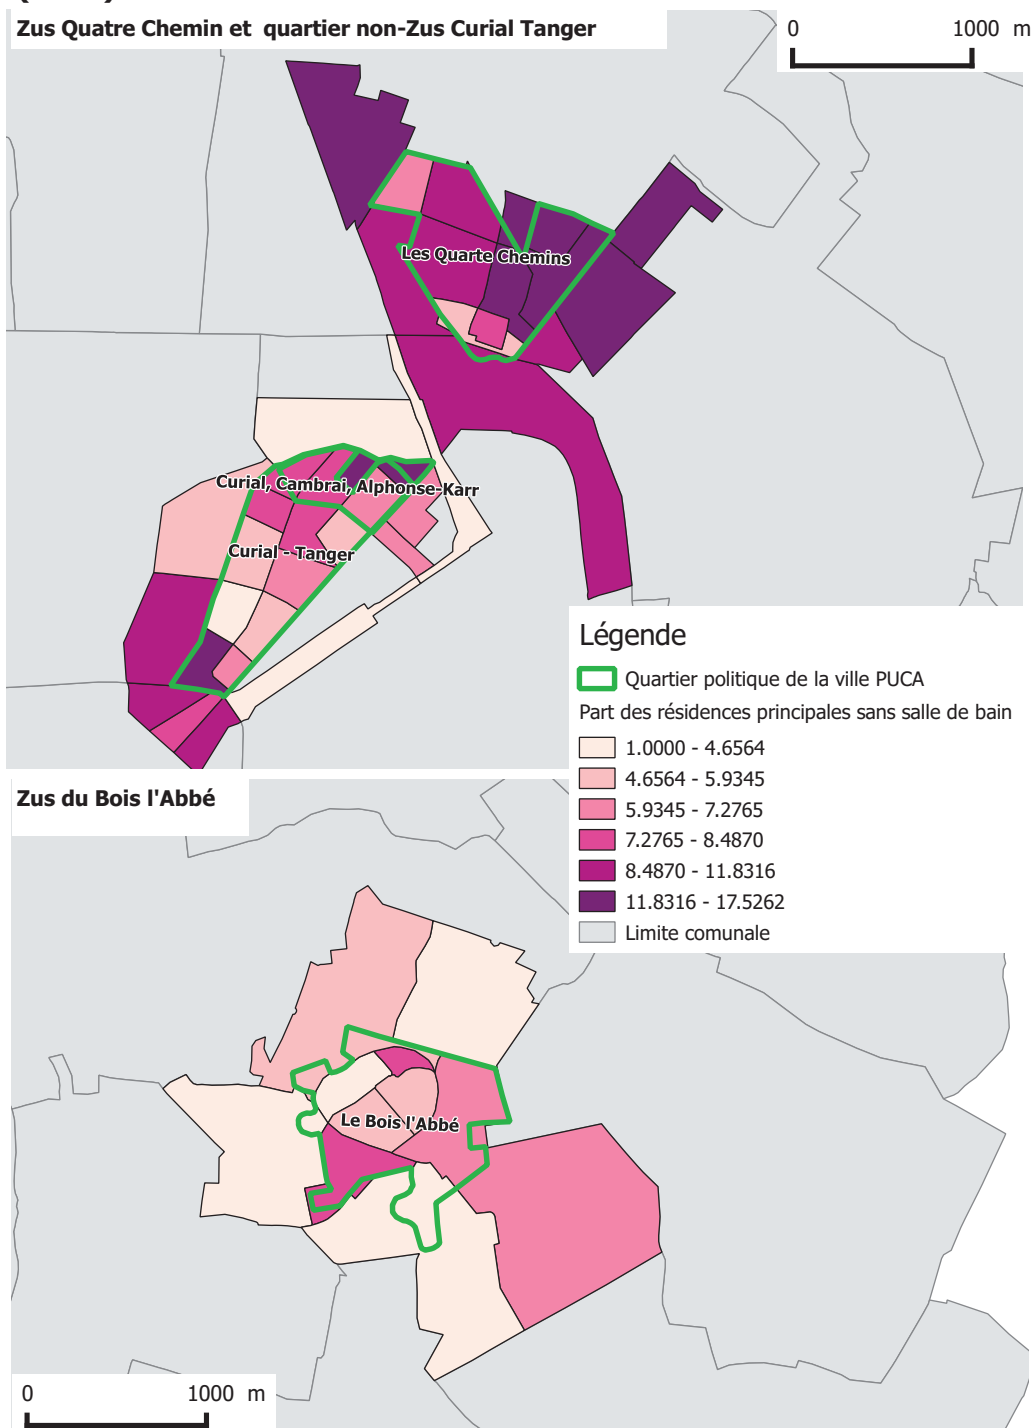 Zus Quatre Chemin et quartier non-Zus Curial Tanger
0 1000 m
Les Quarte Chemins
Curial, Cambrai, Alphonse-Karr
Curial - Tanger
Légende
Quartier politique de la ville PUCA
Part des résidences principales sans salle de bain
1.0000 - 4.6564
4.6564 - 5.9345
5.9345 - 7.2765
7.2765 - 8.4870
8.4870 - 11.8316
11.8316 - 17.5262
Limite comunale
Zus du Bois l'Abbé
Le Bois l'Abbé
0 1000 m